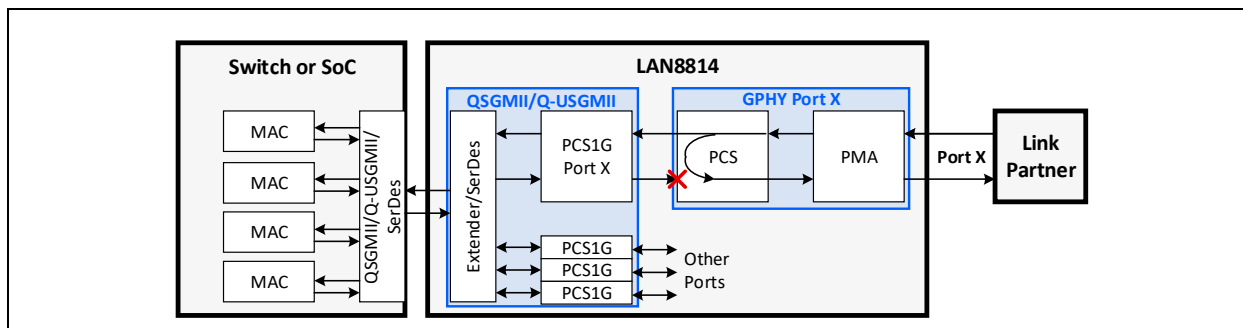 Switch or SoC
MAC
MAC
MAC
MAC
QSGMII/Q-USGMII/
SerDes
LAN8814
QSGMII/Q-USGMII
Extender/SerDes
PCS1G
Port X
PCS1G
PCS1G
PCS1G
Other
Ports
GPHY Port X
PCS
PMA
Port X
Link
Partner